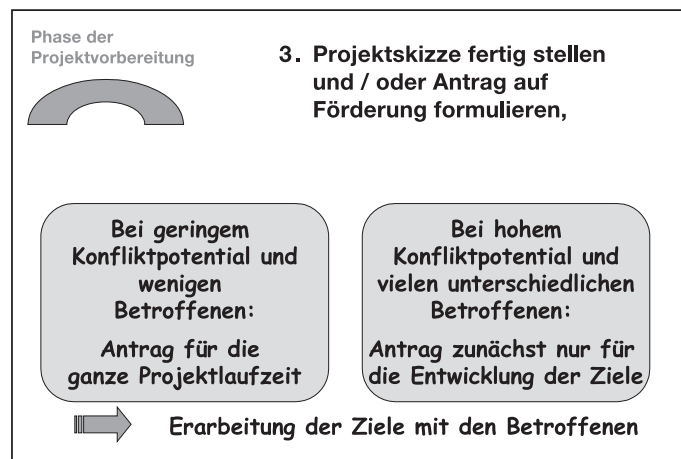 Phase der
Projektvorbereitung
3. Projektskizze fertig stellen
und / oder Antrag auf
Förderung formulieren,
Bei geringem
Konfliktpotential und
wenigen
Betroffenen:
Antrag für die
ganze Projektlaufzeit
Bei hohem
Konfliktpotential und
vielen unterschiedlichen
Betroffenen:
Antrag zunächst nur für
die Entwicklung der Ziele
Erarbeitung der Ziele mit den Betroffenen